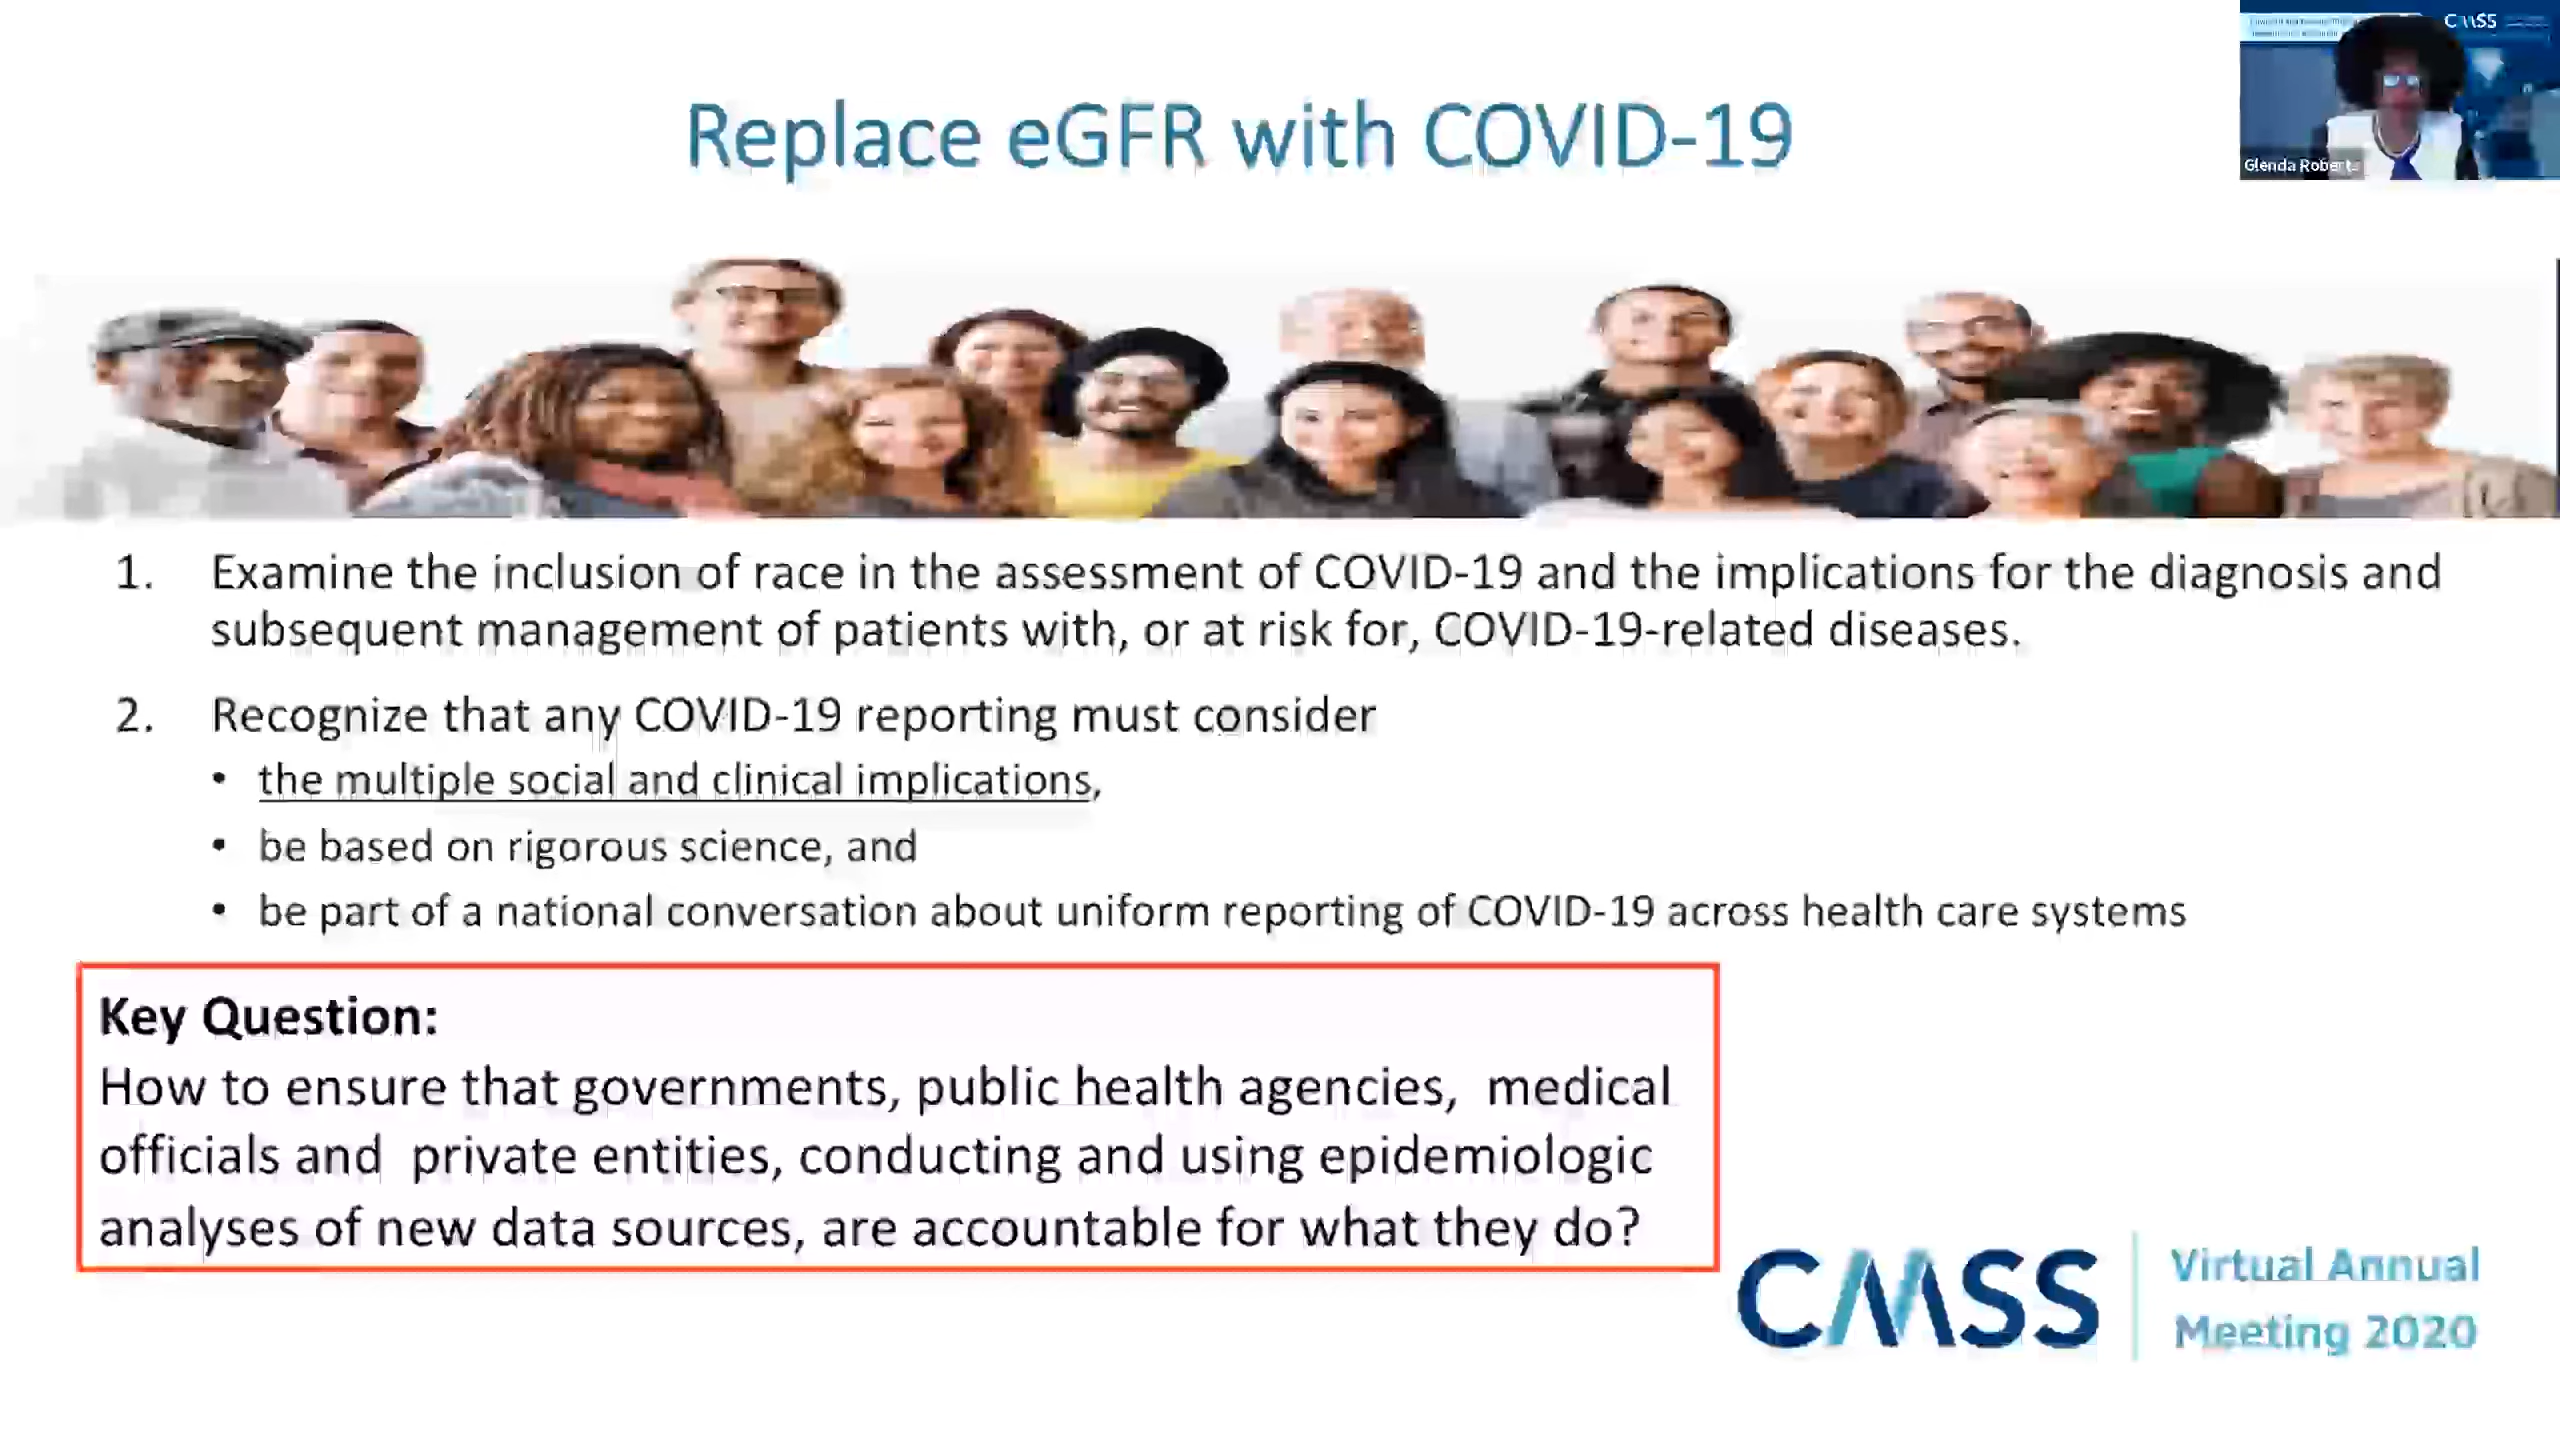 CMSS
Glenda Roberts
Replace eGFR with COVID-19
1. Examine the inclusion of race in the assessment of COVID-19 and the implications for the diagnosis and
subsequent management of patients with, or at risk for, COVID-19-related diseases.
2. Recognize that any COVID-19 reporting must consider
• the multiple social and clinical implications,
• be based on rigorous science, and
• be part of a national conversation about uniform reporting of COVID-19 across health care systems
Key Question:
How to ensure that governments, public health agencies, medical
officials and private entities, conducting and using epidemiologic
analyses of new data sources, are accountable for what they do?
CMSS
Virtual Annual
Meeting 2020